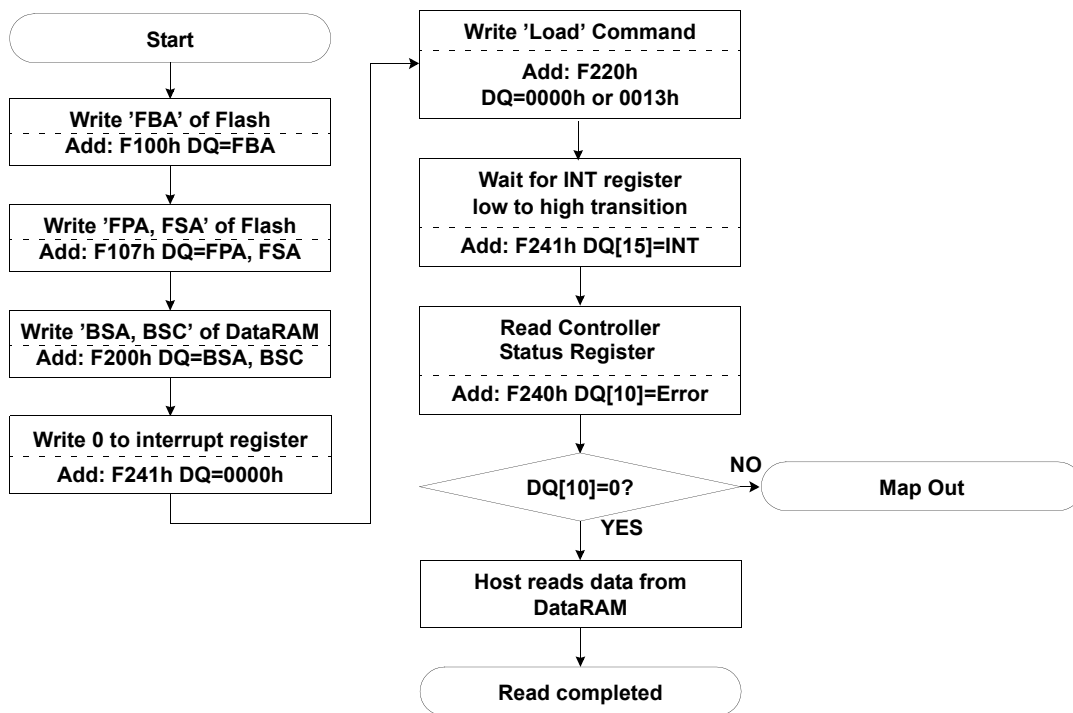 Start
Write ’FBA’ of Flash
Add: F100h DQ=FBA
Write ’FPA, FSA’ of Flash
Add: F107h DQ=FPA, FSA
Write ’BSA, BSC’ of DataRAM
Add: F200h DQ=BSA, BSC
Write 0 to interrupt register
Add: F241h DQ=0000h
Write ’Load’ Command
Add: F220h
DQ=0000h or 0013h
Wait for INT register
low to high transition
Add: F241h DQ[15]=INT
Read Controller
Status Register
Add: F240h DQ[10]=Error
DQ[10]=0?
NO
Map Out
YES
Host reads data from
DataRAM
Read completed